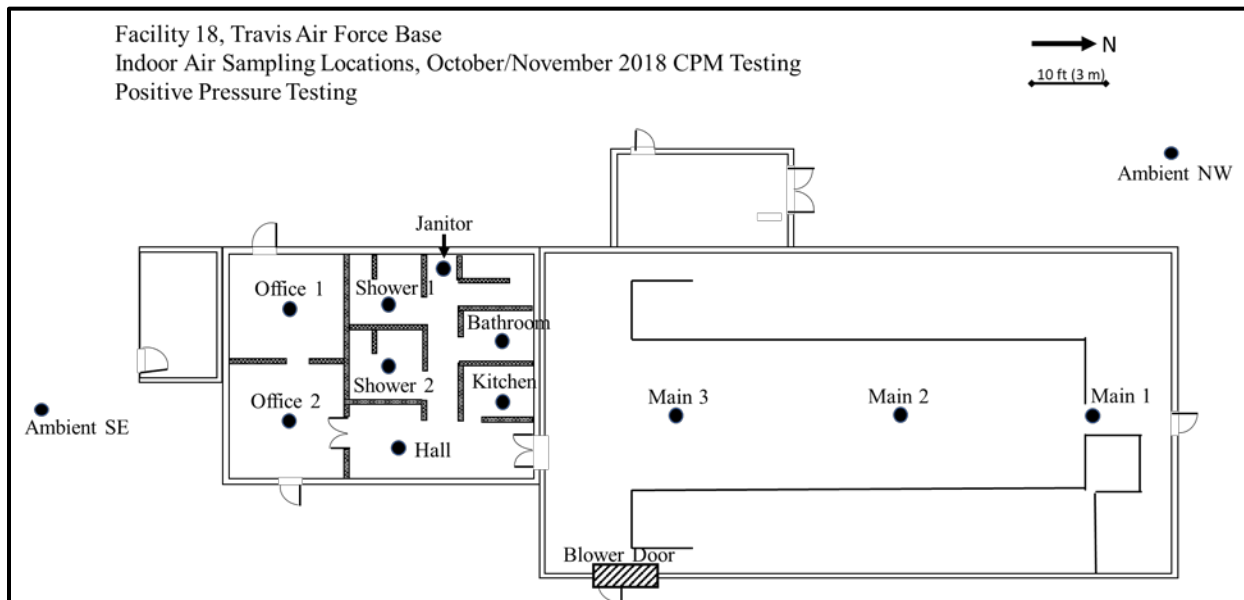 Facility 18, Travis Air Force Base
Indoor Air Sampling Locations, October/November 2018 CPM Testing
Positive Pressure Testing
N
10 ft (3 m)
Ambient NW
Janitor
Office 1
Shower 1
Bathroom
Shower 2
Kitchen
Office 2
Ambient SE
Hall
Main 3
Main 2
Main 1
Blower Door